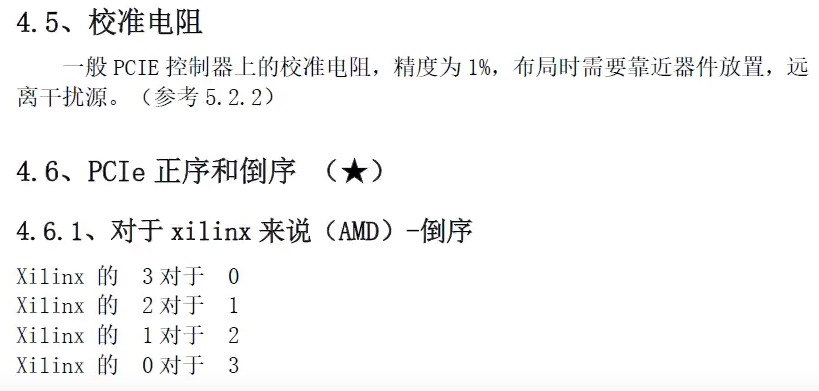 4.5、校准电阻
一般 PCIE 控制器上的校准电阻，精度为 1%，布局时需要靠近器件放置，远
离干扰源。（参考 5.2.2）
4.6、PCIe 正序和倒序 （★）
4.6.1、对于 xilinx 来说（AMD）-倒序
Xilinx 的 3 对于 0
Xilinx 的 2 对于 1
Xilinx 的 1 对于 2
Xilinx 的 0 对于 3